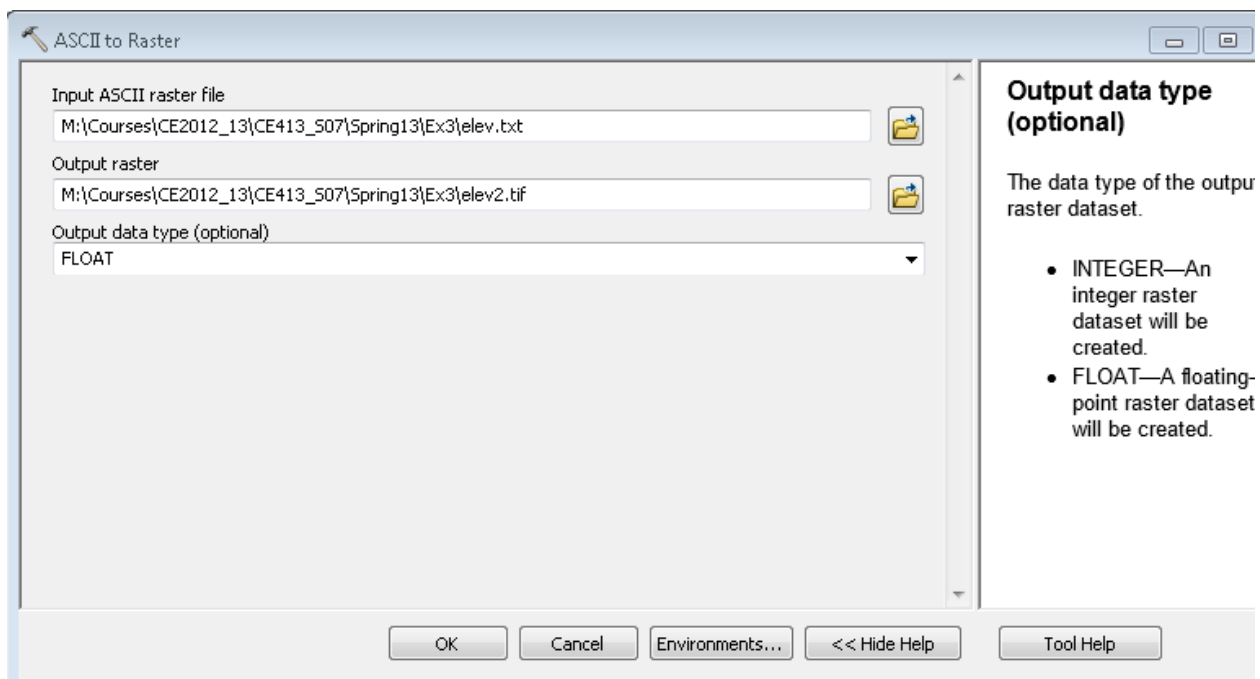 ASCII to Raster
Input ASCII raster file
M:\Courses\CE2012_13\CE413_S07\Spring13\Ex3\elev.txt
Output raster
M:\Courses\CE2012_13\CE413_S07\Spring13\Ex3\elev2.tif
Output data type (optional)
FLOAT
Output data type
(optional)
The data type of the output
raster dataset.
• INTEGER—An
integer raster
dataset will be
created.
• FLOAT—A floating-
point raster dataset
will be created.
OK
Cancel
Environments...
<< Hide Help
Tool Help